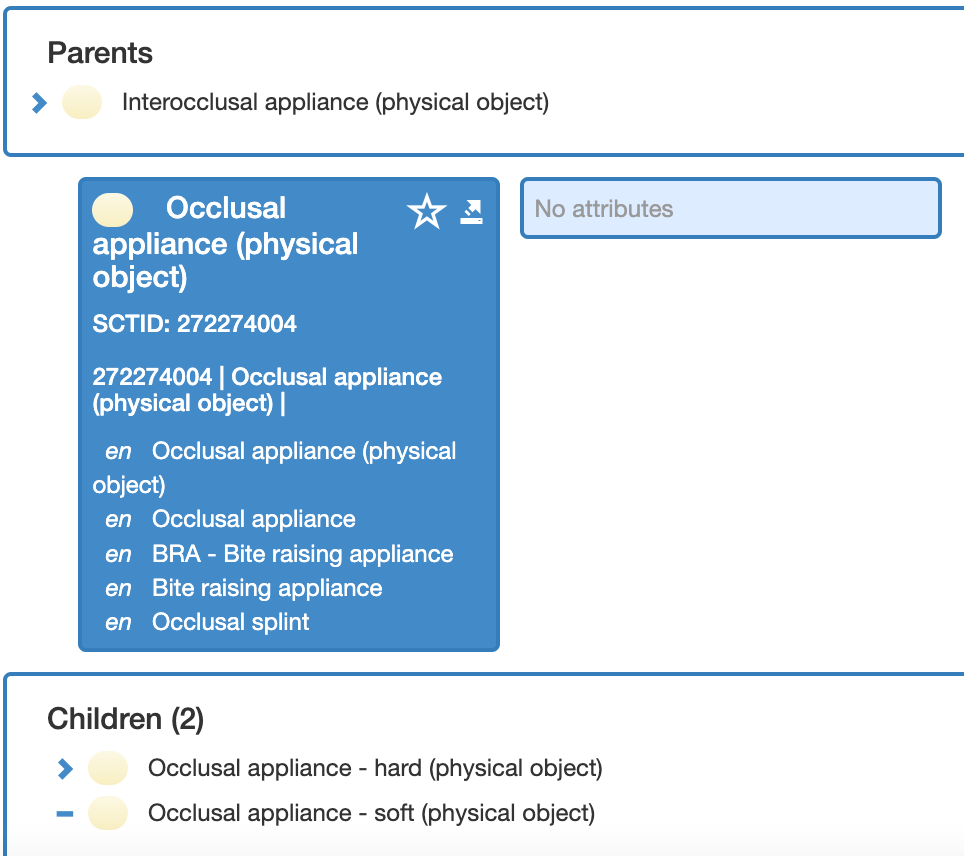 Parents
Interocclusal appliance (physical object)
Occlusal
appliance (physical
object)
SCTID: 272274004
272274004 | Occlusal appliance
(physical object) |
en Occlusal appliance (physical
object)
en Occlusal appliance
en BRA - Bite raising appliance
en Bite raising appliance
en Occlusal splint
No attributes
Children (2)
Occlusal appliance - hard (physical object)
Occlusal appliance - soft (physical object)